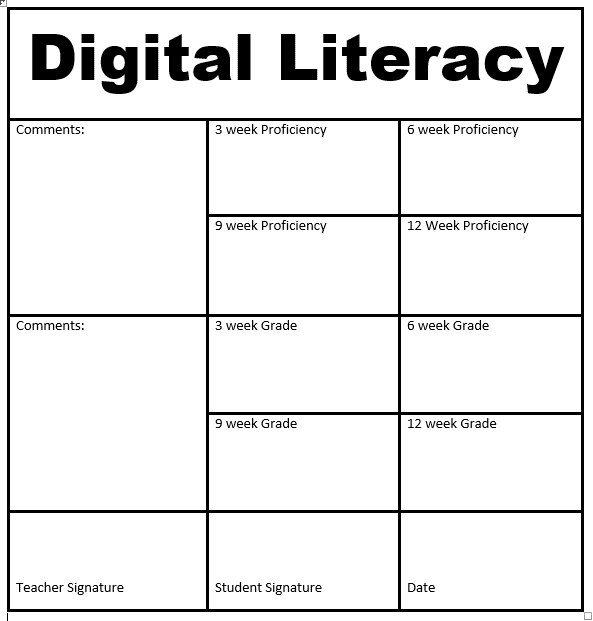 Digital Literacy
Comments:
3 week Proficiency
6 week Proficiency
9 week Proficiency
12 Week Proficiency
Comments:
3 week Grade
6 week Grade
9 week Grade
12 week Grade
Teacher Signature
Student Signature
Date